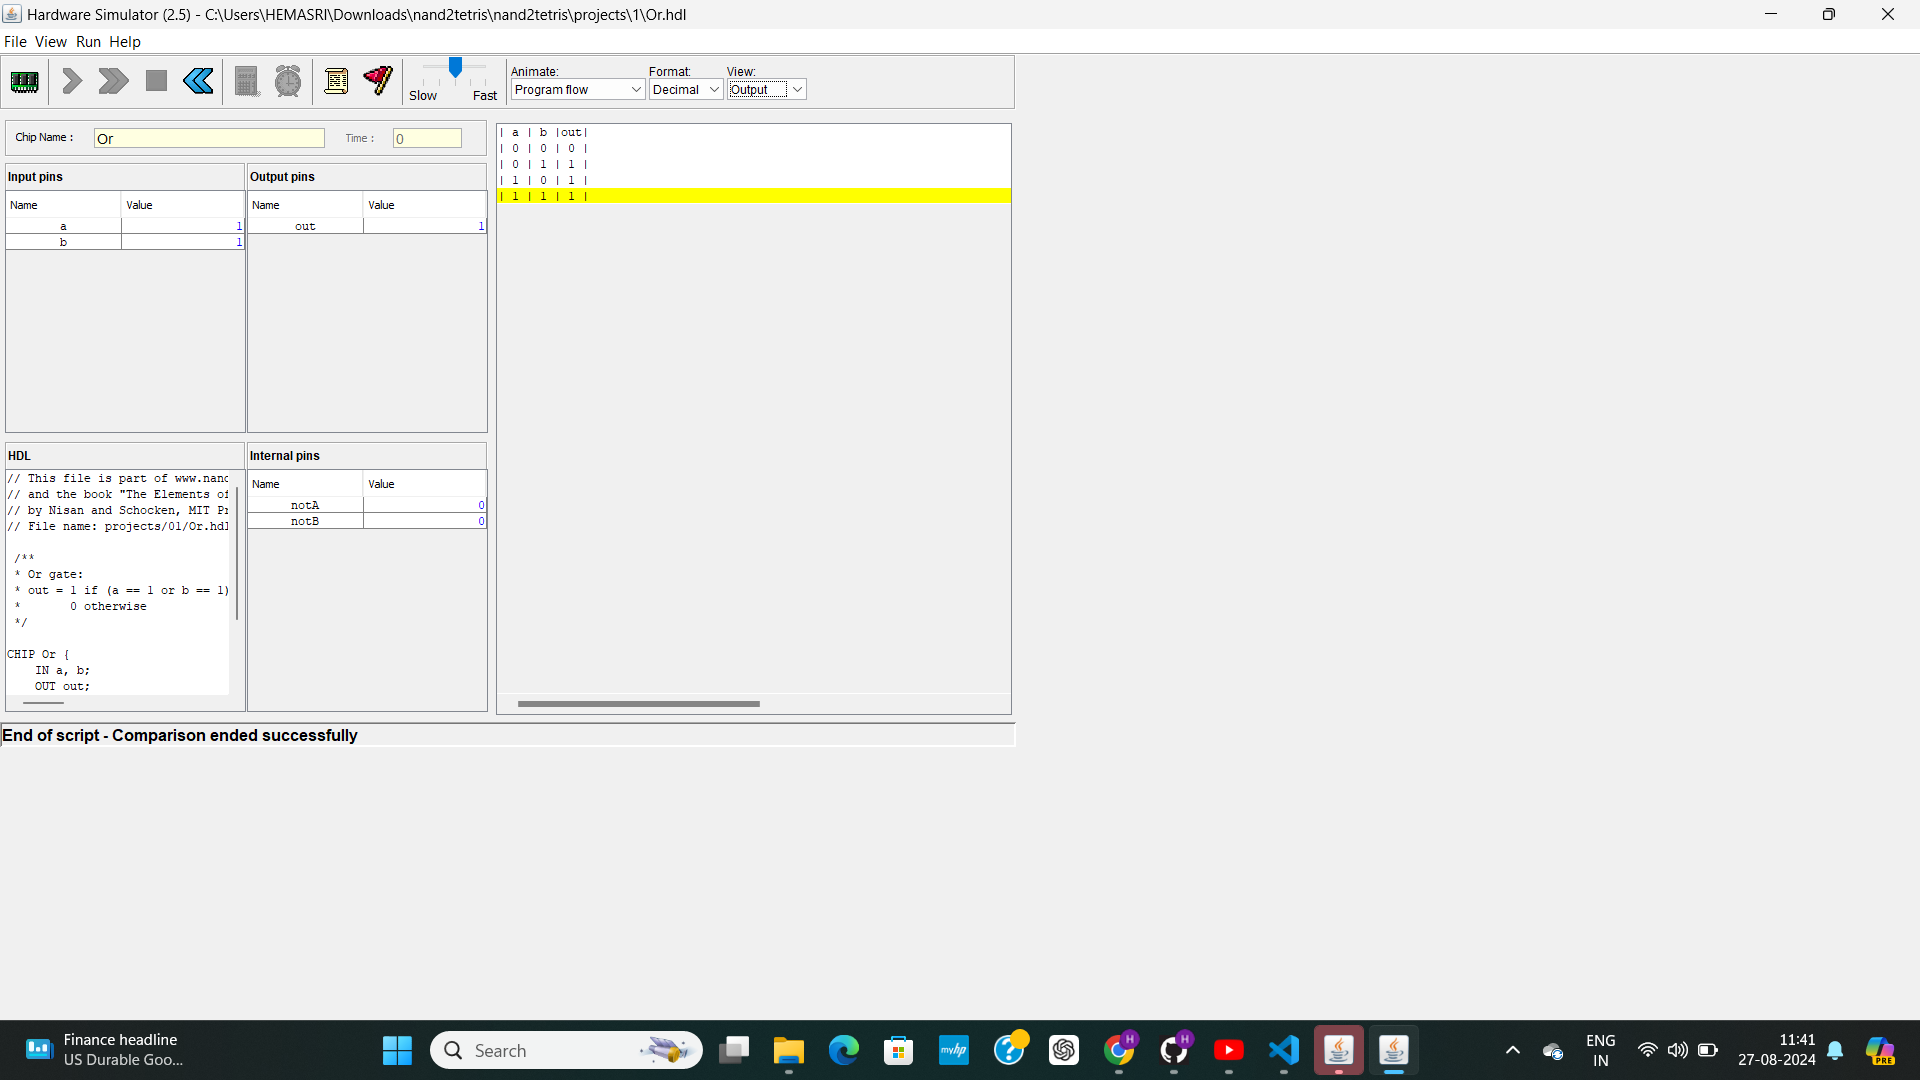 Hardware Simulator (2.5) - C:\Users\HEMASRI\Downloads\nand2tetris\nand2tetris\projects\1\Or.hdl
File View Run Help
Animate: Format: View:
Slow Fast Program flow Decimal Output
Chip Name : Or Time : 0
Input pins Output pins
Name Value Name Value
a 1 out 1
b 1
| a | b |out|
| 0 | 0 | 0 |
| 0 | 1 | 1 |
| 1 | 0 | 1 |
| 1 | 1 | 1 |
HDL Internal pins
Name Value
notA 0
notB 0
// This file is part of www.nand
// and the book "The Elements of
// by Nisan and Schocken, MIT Pr
// File name: projects/01/Or.hdl
/**
* Or gate:
* out = 1 if (a == 1 or b == 1)
* 0 otherwise
*/
CHIP Or {
IN a, b;
OUT out;
End of script - Comparison ended successfully
Finance headline
US Durable Goo...
Search
myhp
H
H
ENG
IN
11:41
27-08-2024
PRE